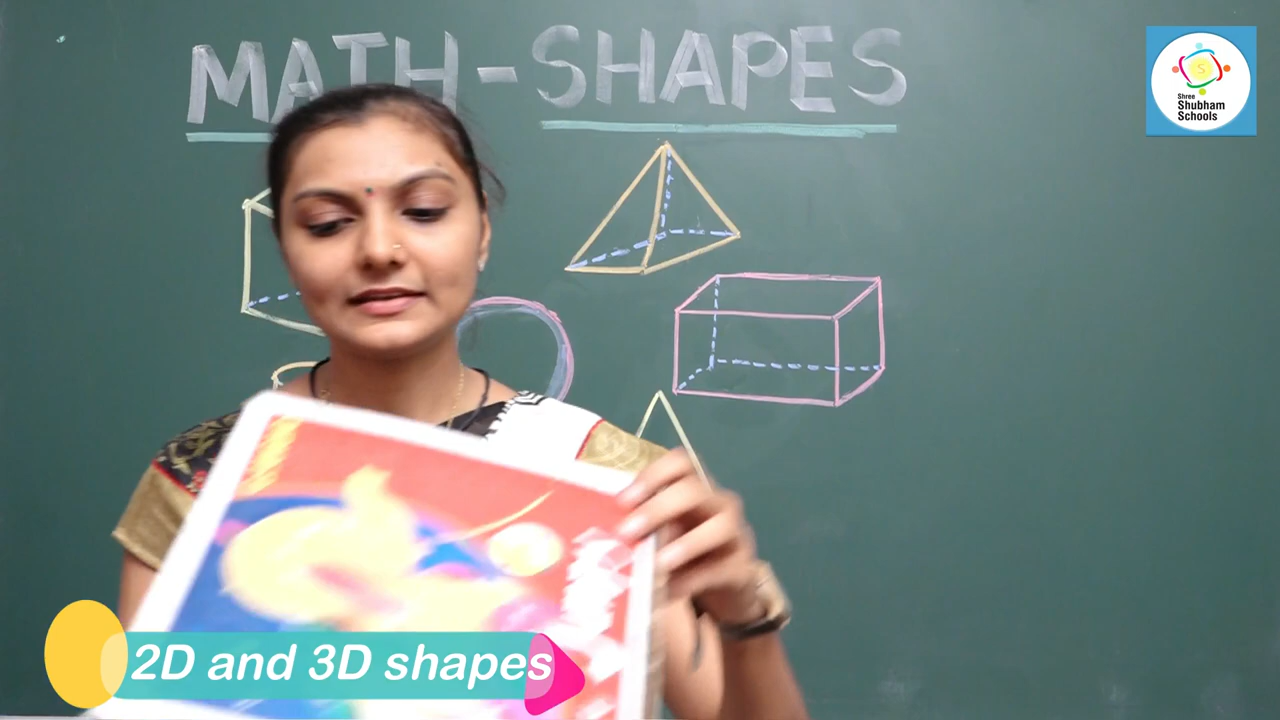 MATH - SHAPES
Shree
Shubham
Schools
S
2D and 3D shapes